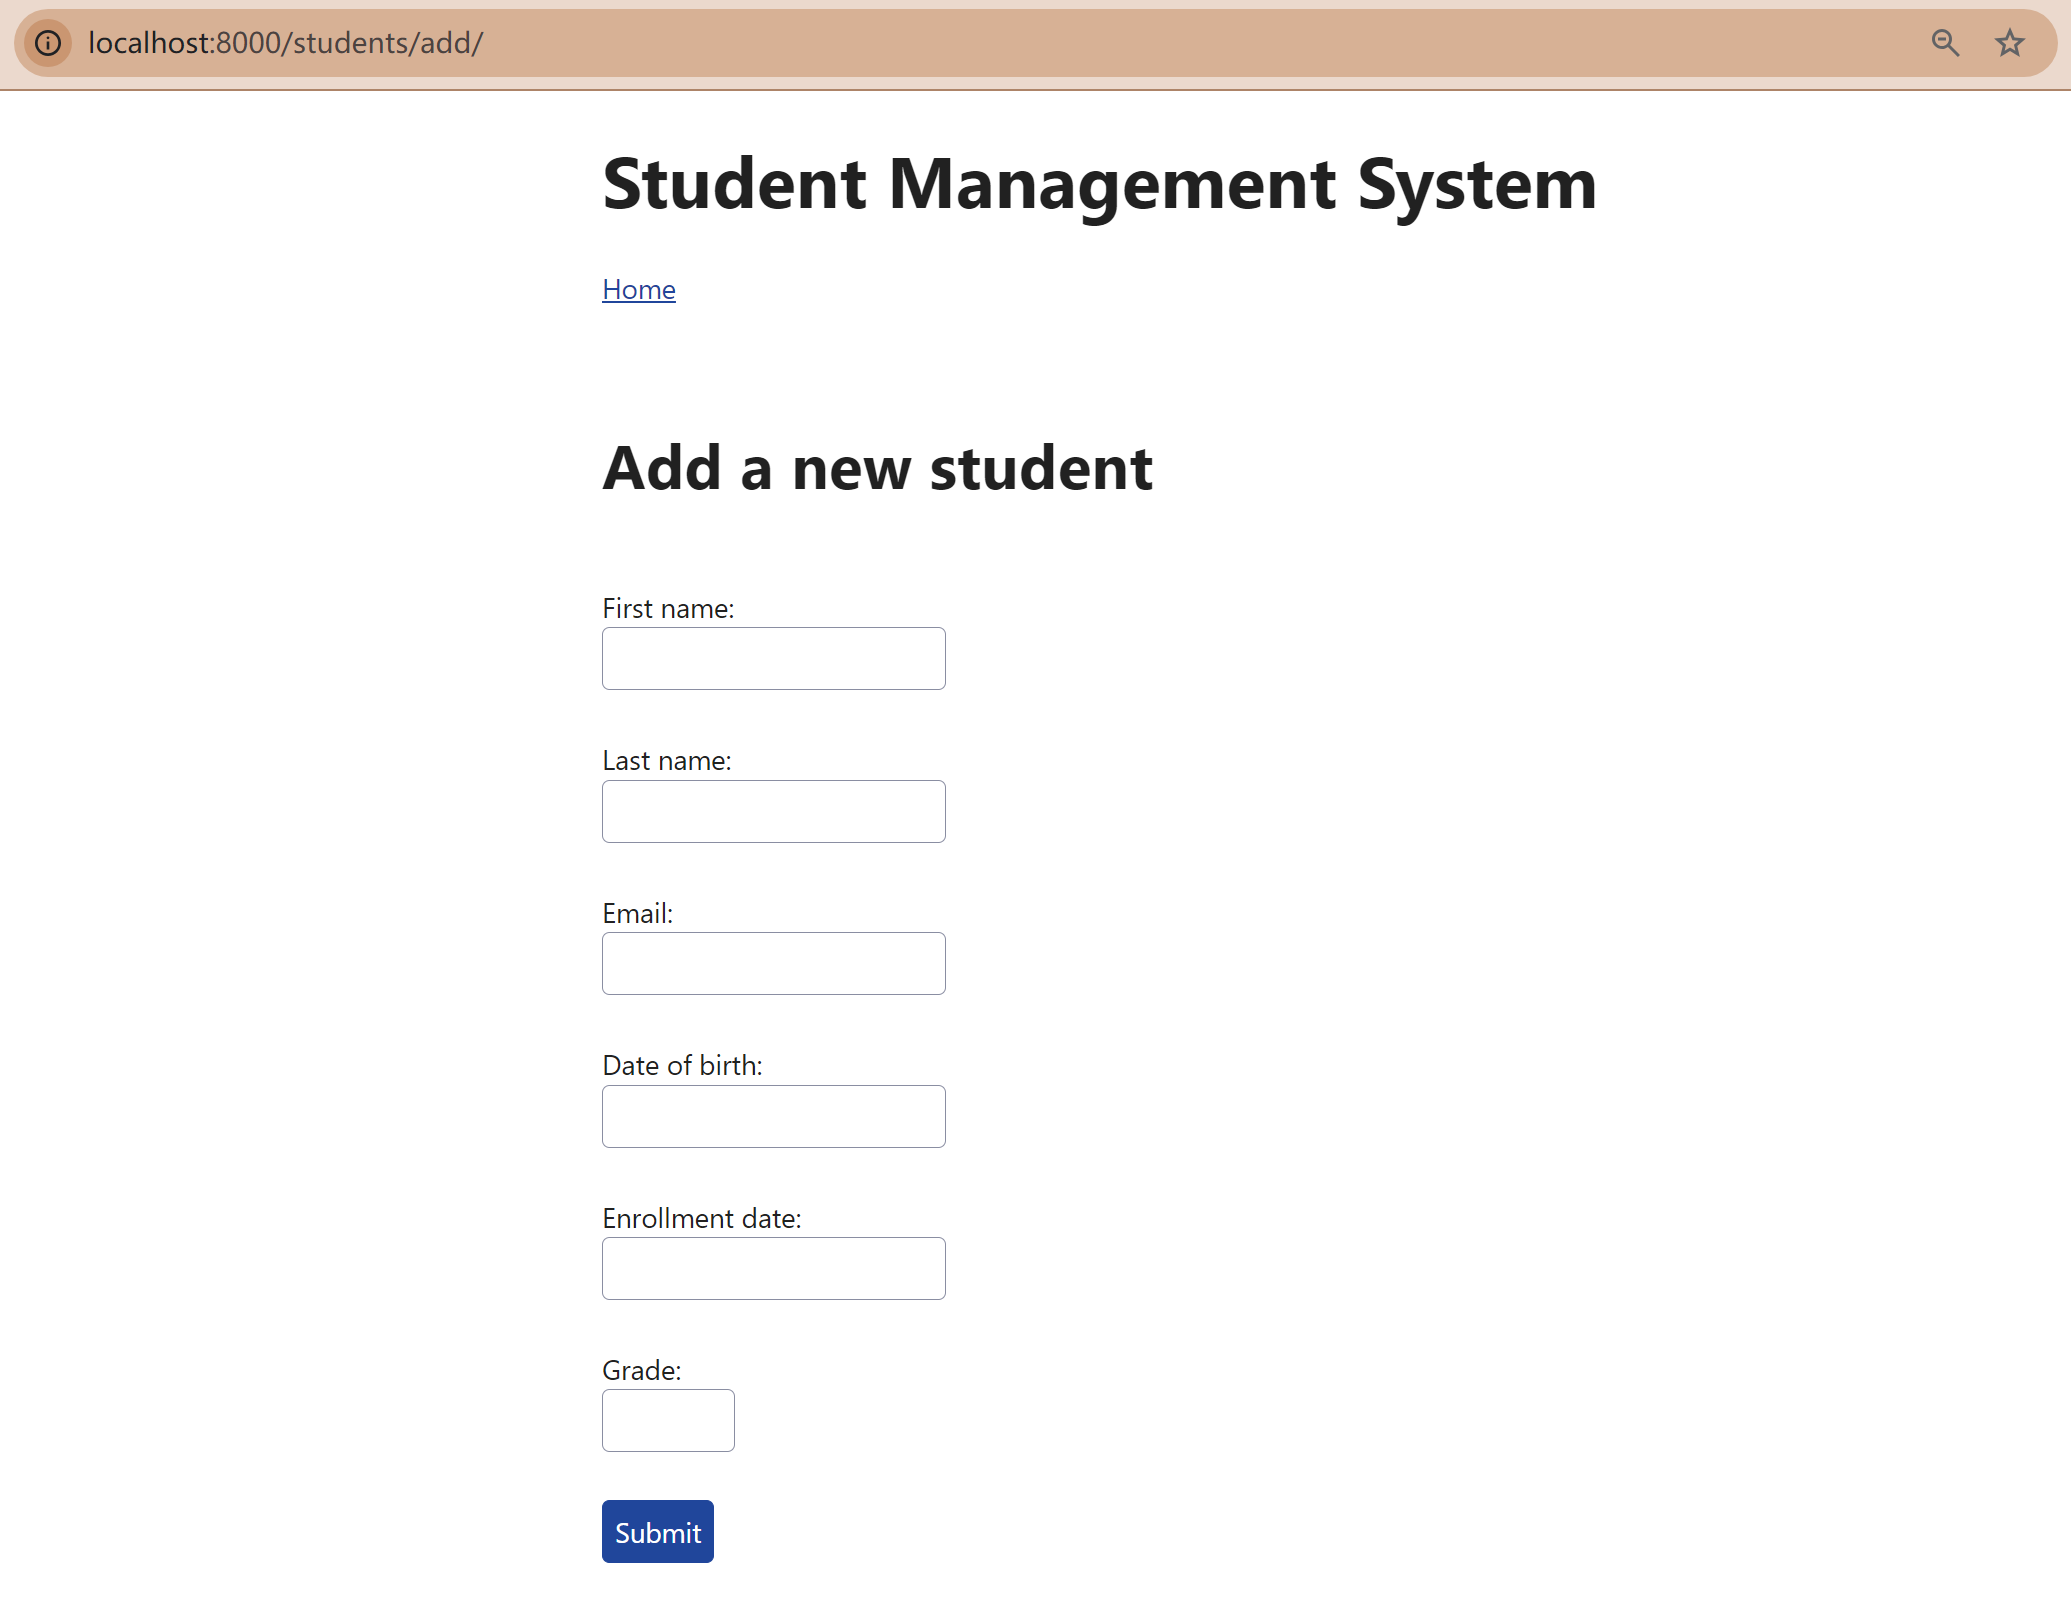 localhost:8000/students/add/
Student Management System
Home
Add a new student
First name:
Last name:
Email:
Date of birth:
Enrollment date:
Grade:
Submit